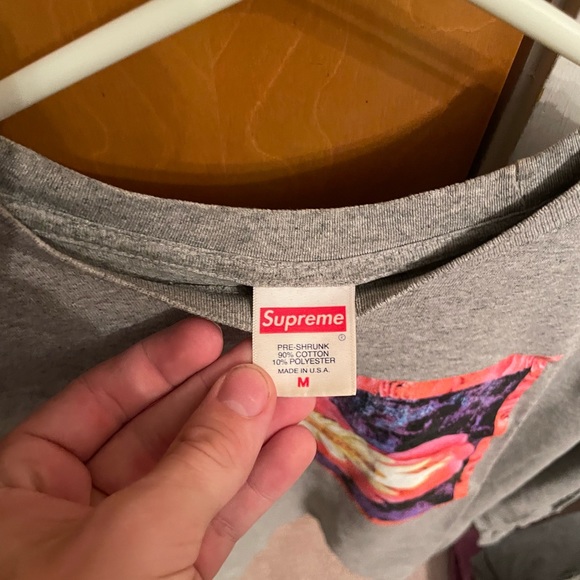 Supreme
®
PRE-SHRUNK
90% COTTON
10% POLYESTER
MADE IN U.S.A.
M